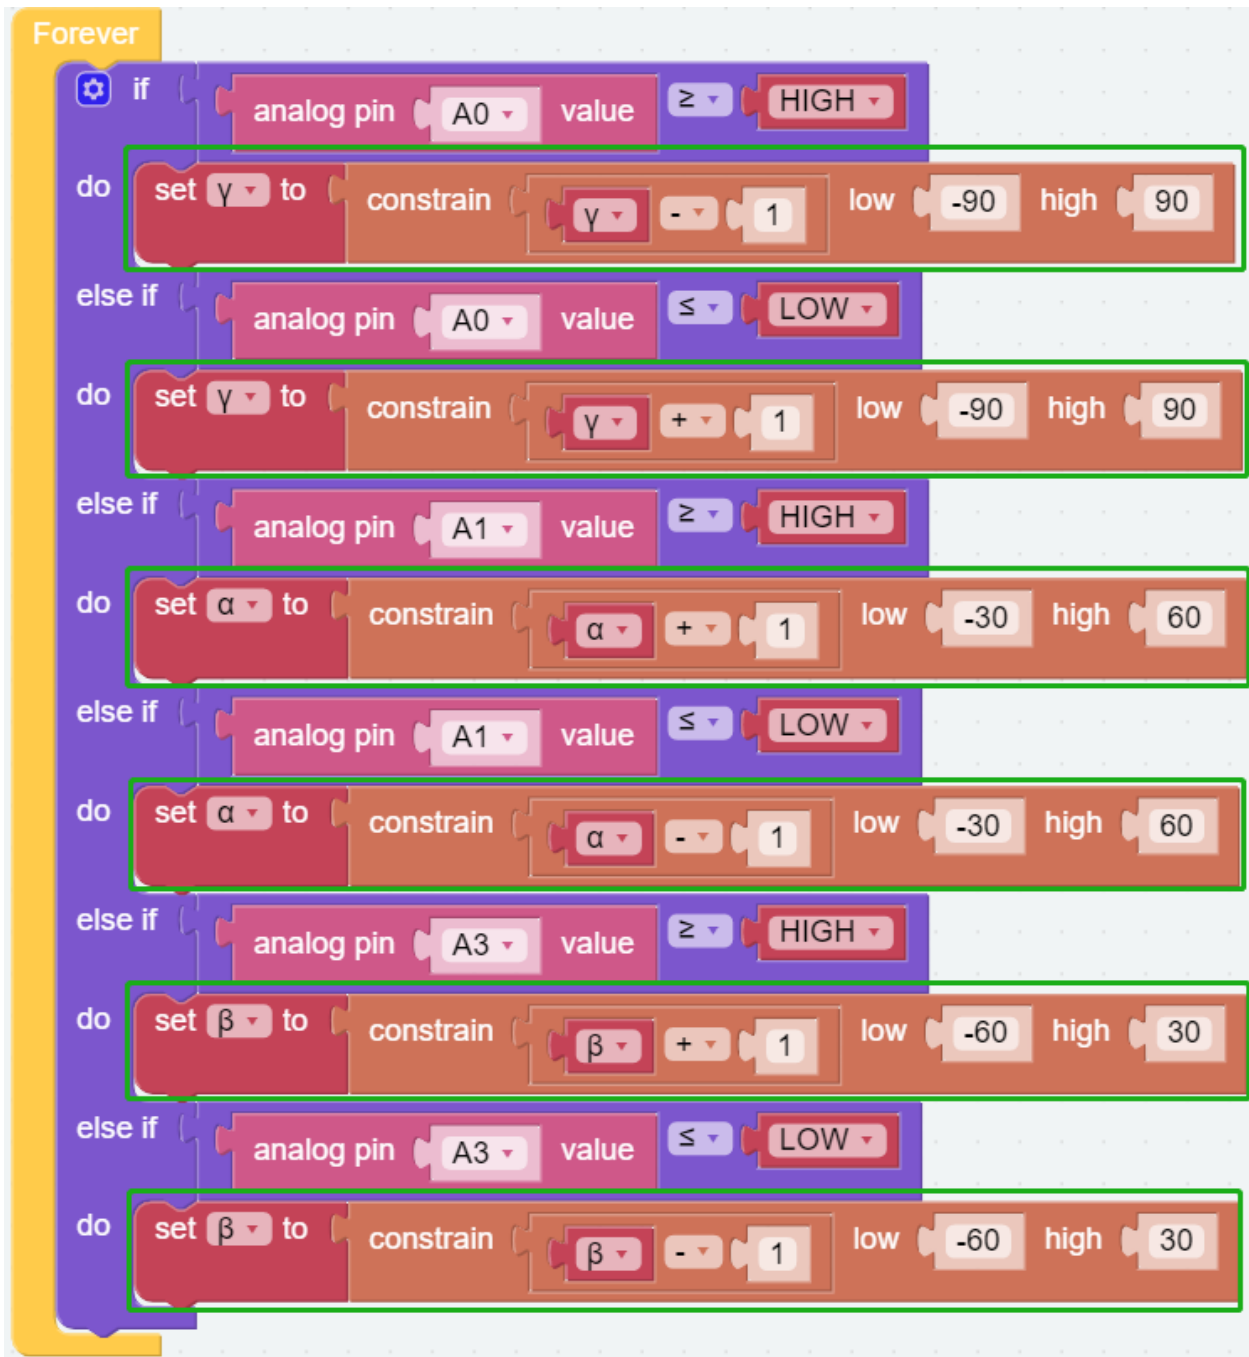 Forever
if analog pin A0 value ≥ HIGH
do set γ to constrain γ - 1 low -90 high 90
else if analog pin A0 value ≤ LOW
do set γ to constrain γ + 1 low -90 high 90
else if analog pin A1 value ≥ HIGH
do set α to constrain α + 1 low -30 high 60
else if analog pin A1 value ≤ LOW
do set α to constrain α - 1 low -30 high 60
else if analog pin A3 value ≥ HIGH
do set β to constrain β + 1 low -60 high 30
else if analog pin A3 value ≤ LOW
do set β to constrain β - 1 low -60 high 30